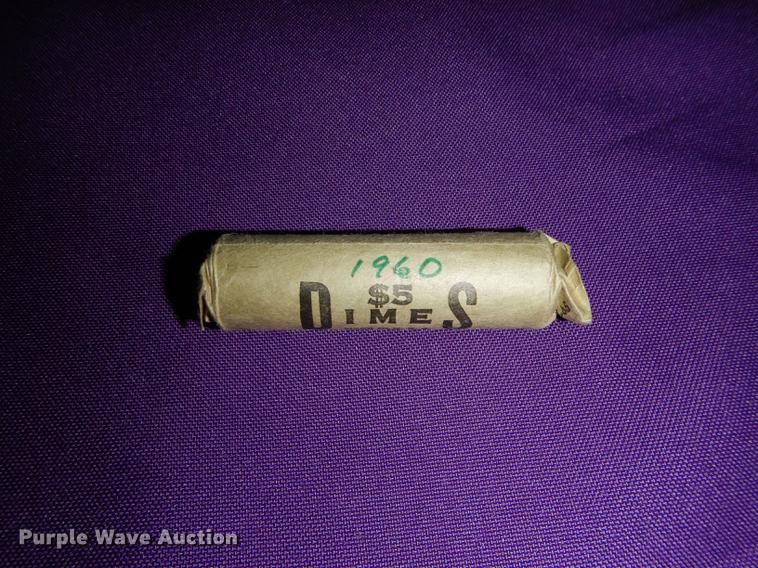 1960
$5
DIMES
Purple Wave Auction